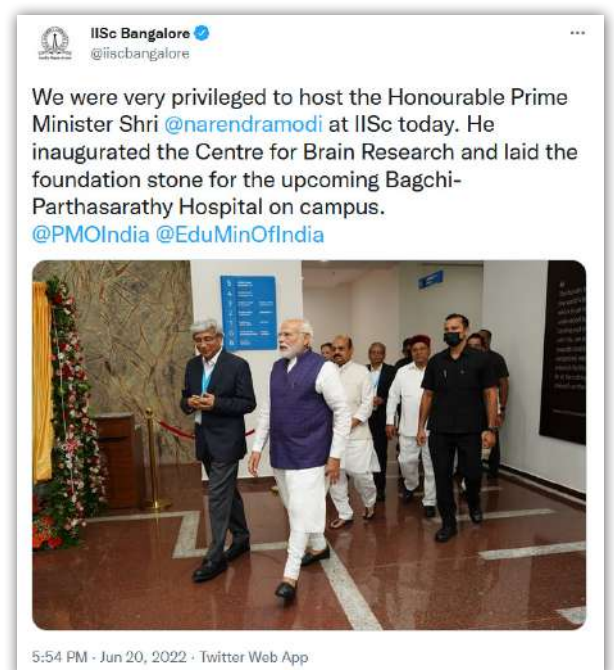 IISc Bangalore
@iiscbangalore
We were very privileged to host the Honourable Prime
Minister Shri @narendramodi at IISc today. He
inaugurated the Centre for Brain Research and laid the
foundation stone for the upcoming Bagchi-
Parthasarathy Hospital on campus.
@PMOIndia @EduMinOfIndia
5:54 PM · Jun 20, 2022 · Twitter Web App